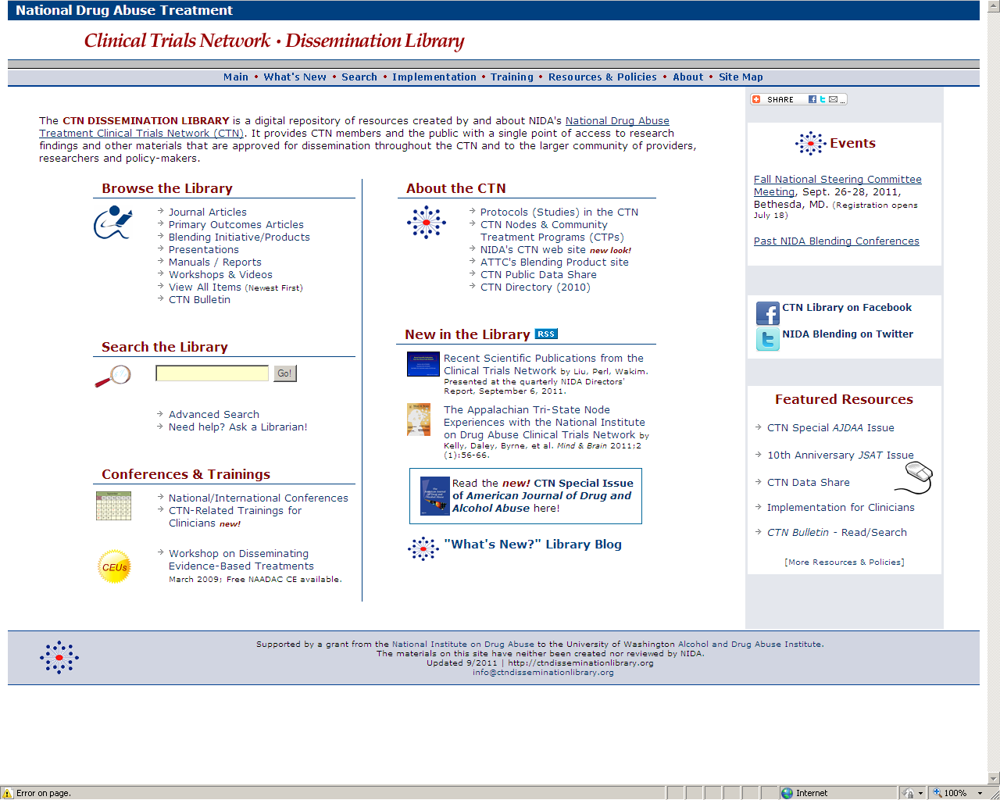 National Drug Abuse Treatment
Clinical Trials Network · Dissemination Library
Main • What's New • Search • Implementation • Training • Resources & Policies • About • Site Map
The CTN DISSEMINATION LIBRARY is a digital repository of resources created by and about NIDA's National Drug Abuse
Treatment Clinical Trials Network (CTN). It provides CTN members and the public with a single point of access to research
findings and other materials that are approved for dissemination throughout the CTN and to the larger community of providers,
researchers and policy-makers.
Browse the Library
Journal Articles
Primary Outcomes Articles
Blending Initiative/Products
Presentations
Manuals / Reports
Workshops & Videos
View All Items (Newest First)
CTN Bulletin
Search the Library
Go!
Advanced Search
Need help? Ask a Librarian!
Conferences & Trainings
National/International Conferences
CTN-Related Trainings for
Clinicians new!
CEUs
Workshop on Disseminating
Evidence-Based Treatments
March 2009; Free NAADAC CE available.
About the CTN
Protocols (Studies) in the CTN
CTN Nodes & Community
Treatment Programs (CTPs)
NIDA's CTN web site new look!
ATTC's Blending Product site
CTN Public Data Share
CTN Directory (2010)
New in the Library RSS
Recent Scientific Publications from the
Clinical Trials Network by Liu, Perl, Wakim.
Presented at the quarterly NIDA Directors'
Report, September 6, 2011.
The Appalachian Tri-State Node
Experiences with the National Institute
on Drug Abuse Clinical Trials Network by
Kelly, Daley, Byrne, et al. Mind & Brain 2011;2
(1):56-66.
Read the new! CTN Special Issue
of American Journal of Drug and
Alcohol Abuse here!
"What's New?" Library Blog
SHARE ...
Events
Fall National Steering Committee
Meeting, Sept. 26-28, 2011,
Bethesda, MD. (Registration opens
July 18)
Past NIDA Blending Conferences
CTN Library on Facebook
NIDA Blending on Twitter
Featured Resources
CTN Special AJDAA Issue
10th Anniversary JSAT Issue
CTN Data Share
Implementation for Clinicians
CTN Bulletin - Read/Search
[More Resources & Policies]
Supported by a grant from the National Institute on Drug Abuse to the University of Washington Alcohol and Drug Abuse Institute.
The materials on this site have neither been created nor reviewed by NIDA.
Updated 9/2011 | http://ctndisseminationlibrary.org
info@ctndisseminationlibrary.org
Error on page.
Internet
100%